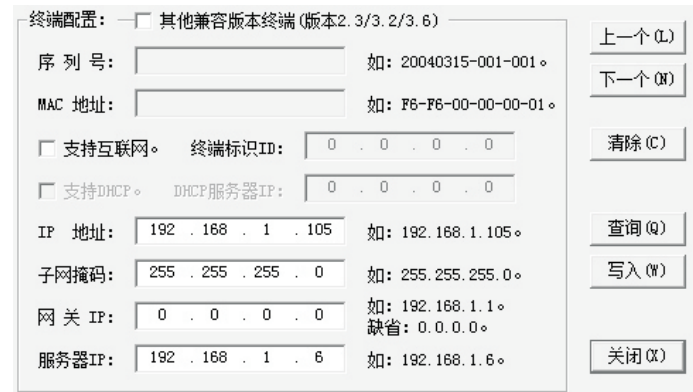 终端配置: 其他兼容版本终端(版本2.3/3.2/3.6)
上一个(L)
序 列 号: 如: 20040315-001-001。
下一个(N)
MAC 地址: 如: F6-F6-00-00-00-01。
支持互联网。 终端标识ID: 0 . 0 . 0 . 0
清除(C)
支持DHCP。 DHCP服务器IP: 0 . 0 . 0 . 0
IP 地址: 192 . 168 . 1 . 105 如: 192.168.1.105。
查询(Q)
子网掩码: 255 . 255 . 255 . 0 如: 255.255.255.0。
写入(W)
网 关 IP: 0 . 0 . 0 . 0 如: 192.168.1.1。
缺省: 0.0.0.0。
服务器IP: 192 . 168 . 1 . 6 如: 192.168.1.6。
关闭(X)